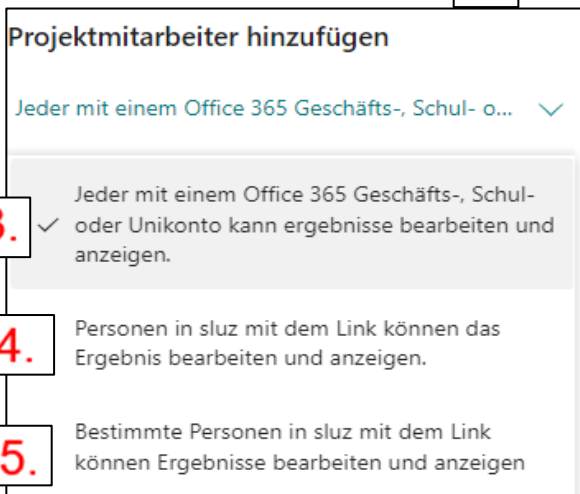 Projektmitarbeiter hinzufügen
Jeder mit einem Office 365 Geschäfts-, Schul- o...
Jeder mit einem Office 365 Geschäfts-, Schul-
3. oder Unikonto kann ergebnisse bearbeiten und
anzeigen.
4. Personen in sluz mit dem Link können das
Ergebnis bearbeiten und anzeigen.
Bestimmte Personen in sluz mit dem Link
5. können Ergebnisse bearbeiten und anzeigen